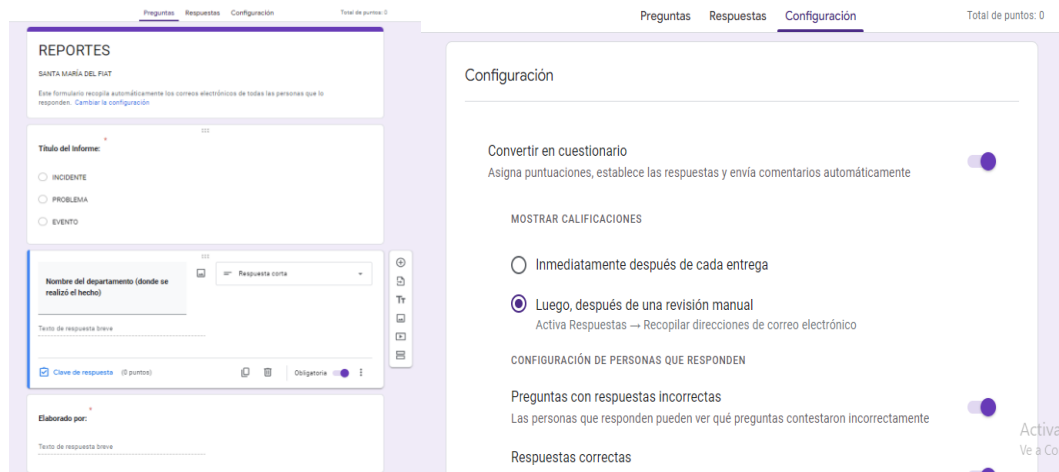 Preguntas Respuestas Configuración Total de puntos: 0
REPORTES
SANTA MARÍA DEL FIAT
Este formulario recopila automáticamente los correos electrónicos de todas las personas que lo
responden. Cambiar la configuración
Título del Informe: *
INCIDENTE
PROBLEMA
EVENTO
Nombre del departamento (donde se
realizó el hecho)
Respuesta corta
Texto de respuesta breve
Clave de respuesta (0 puntos)
Obligatoria
Elaborado por: *
Texto de respuesta breve
Preguntas Respuestas Configuración Total de puntos: 0
Configuración
Convertir en cuestionario
Asigna puntuaciones, establece las respuestas y envía comentarios automáticamente
MOSTRAR CALIFICACIONES
Inmediatamente después de cada entrega
Luego, después de una revisión manual
Activa Respuestas → Recopilar direcciones de correo electrónico
CONFIGURACIÓN DE PERSONAS QUE RESPONDEN
Preguntas con respuestas incorrectas
Las personas que responden pueden ver qué preguntas contestaron incorrectamente
Respuestas correctas
Activa
Ve a Co